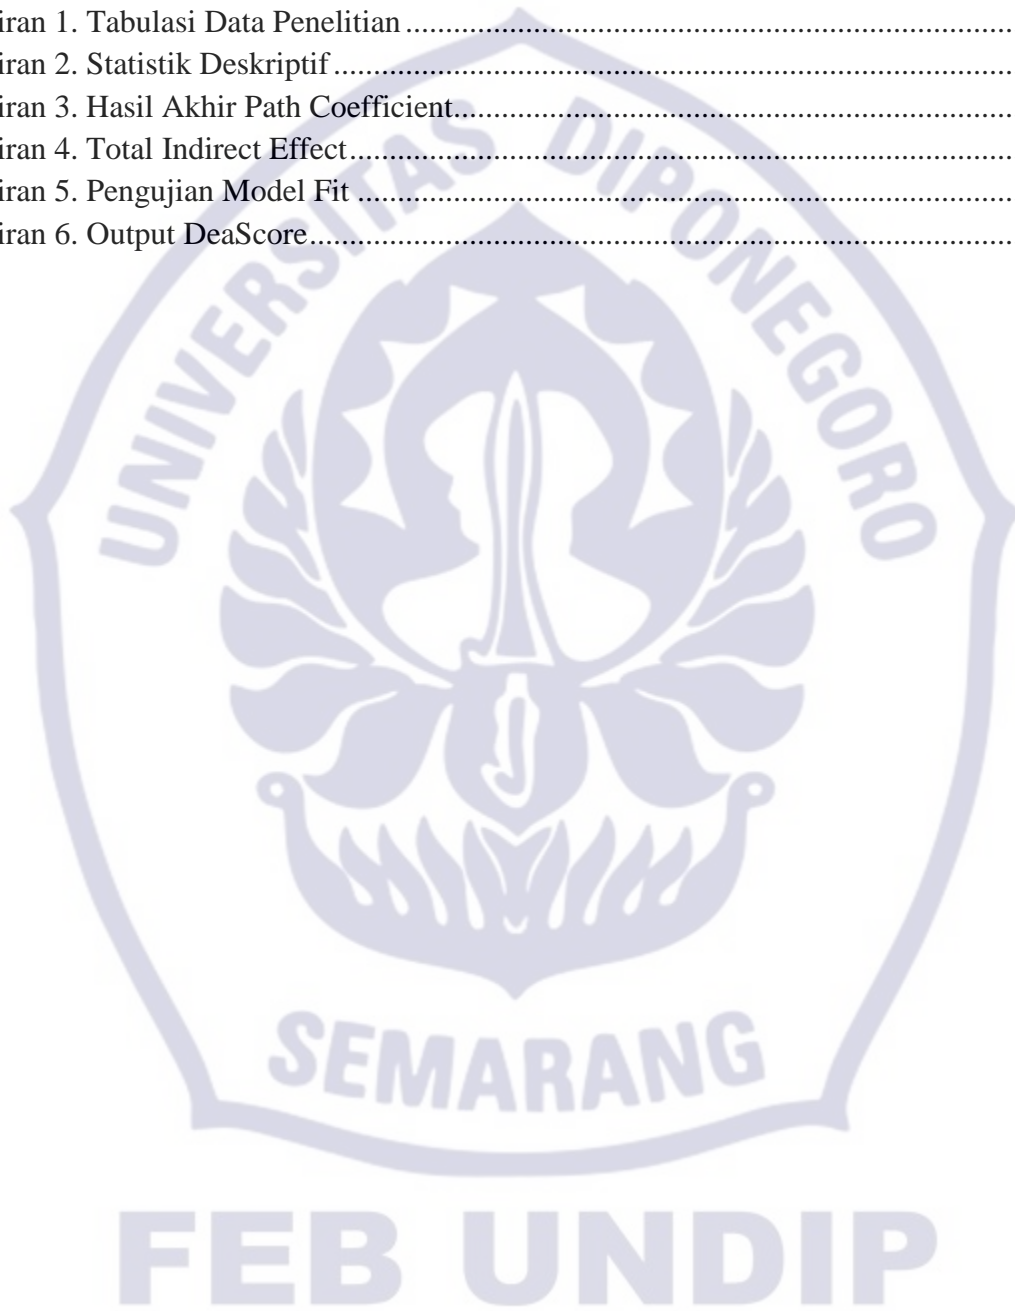 iran 1. Tabulasi Data Penelitian ..........................................................................
iran 2. Statistik Deskriptif ...................................................................................
iran 3. Hasil Akhir Path Coefficient....................................................................
iran 4. Total Indirect Effect .................................................................................
iran 5. Pengujian Model Fit ................................................................................
iran 6. Output DeaScore......................................................................................
UNIVERSITAS DIPONEGORO
SEMARANG
FEB UNDIP